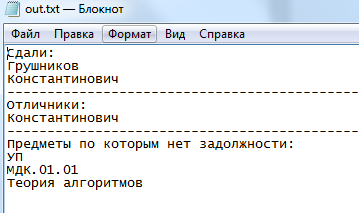 out.txt — Блокнот
Файл Правка Формат Вид Справка
Сдали:
Грушников
Константинович
-----------------------------------------------
Отличники:
Константинович
-----------------------------------------------
Предметы по которым нет задолжности:
УП
МДК.01.01
Теория алгоритмов